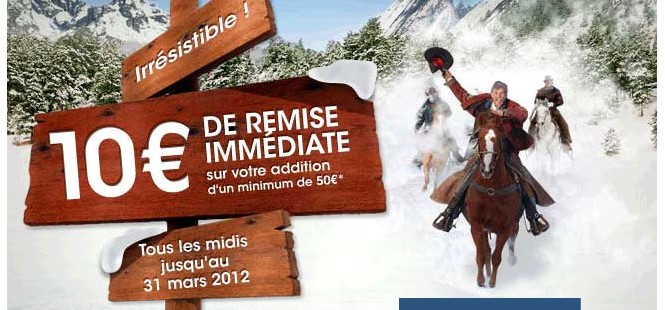 Irrésistible !
10€
DE REMISE
IMMÉDIATE
sur votre addition
d'un minimum de 50€*
Tous les midis
jusqu'au
31 mars 2012